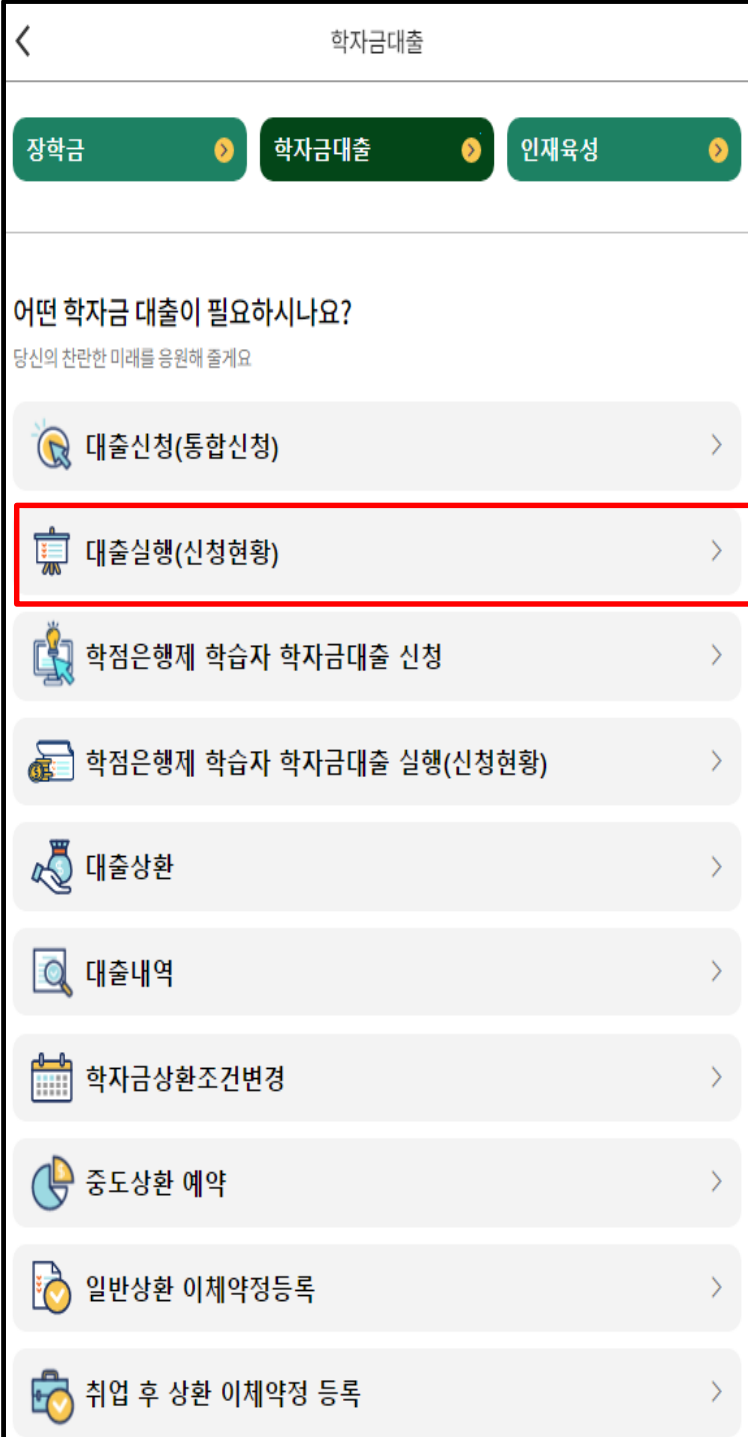 학자금대출
장학금
학자금대출
인재육성
어떤 학자금 대출이 필요하시나요?
당신의 찬란한 미래를 응원해 줄게요
대출신청(통합신청)
대출실행(신청현황)
학점은행제 학습자 학자금대출 신청
학점은행제 학습자 학자금대출 실행(신청현황)
대출상환
대출내역
학자금상환조건변경
중도상환 예약
일반상환 이체약정등록
취업 후 상환 이체약정 등록